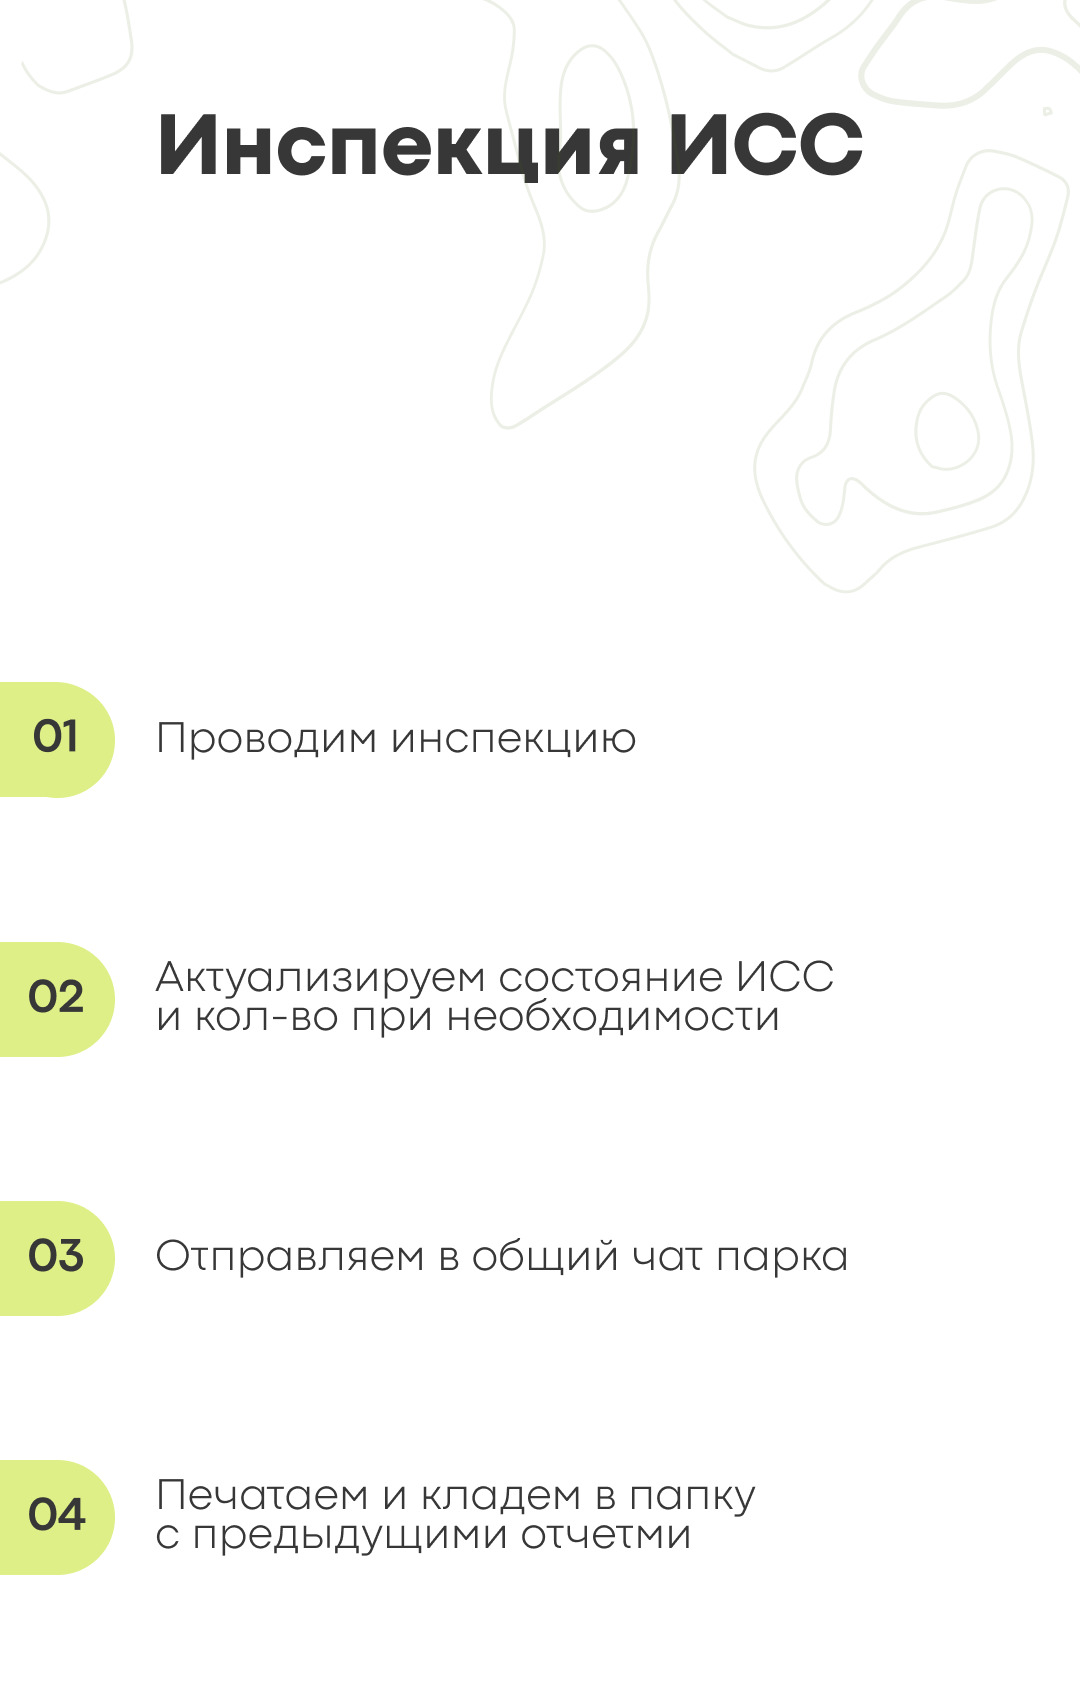 Инспекция ИСС
01
Проводим инспекцию
02
Актуализируем состояние ИСС
и кол-во при необходимости
03
Отправляем в общий чат парка
04
Печатаем и кладем в папку
с предыдущими отчетми